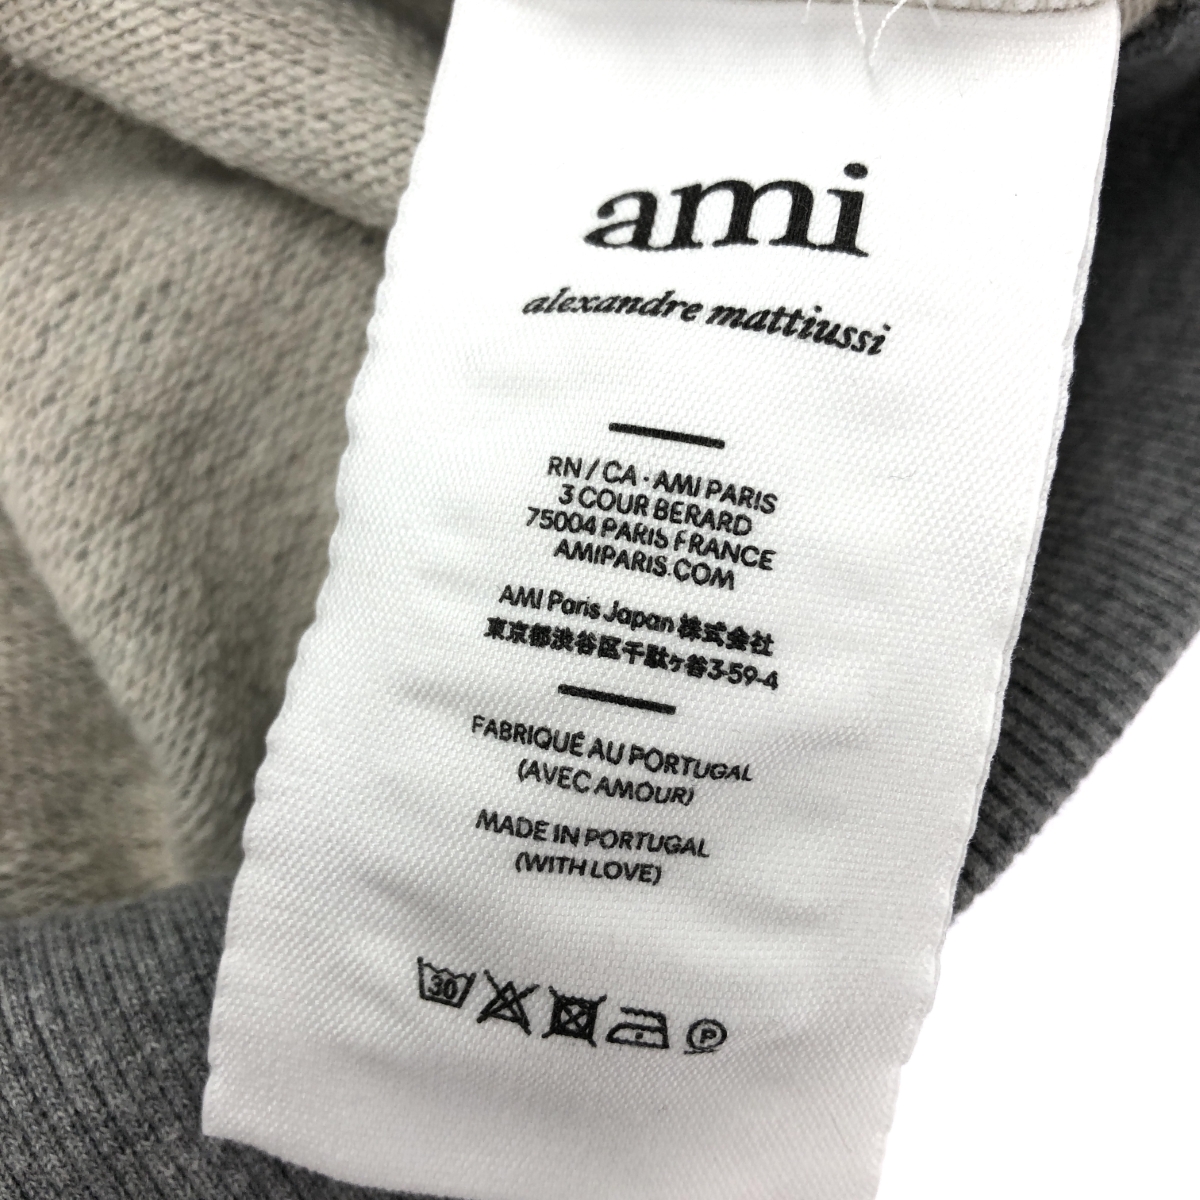 ami
alexandre mattiussi
RN / CA - AMI PARIS
3 COUR BERARD
75004 PARIS FRANCE
AMIPARIS.COM
AMI Paris Japan 株式会社
東京都渋谷区千駄ヶ谷3-59-4
FABRIQUÉ AU PORTUGAL
(AVEC AMOUR)
MADE IN PORTUGAL
(WITH LOVE)
30 P